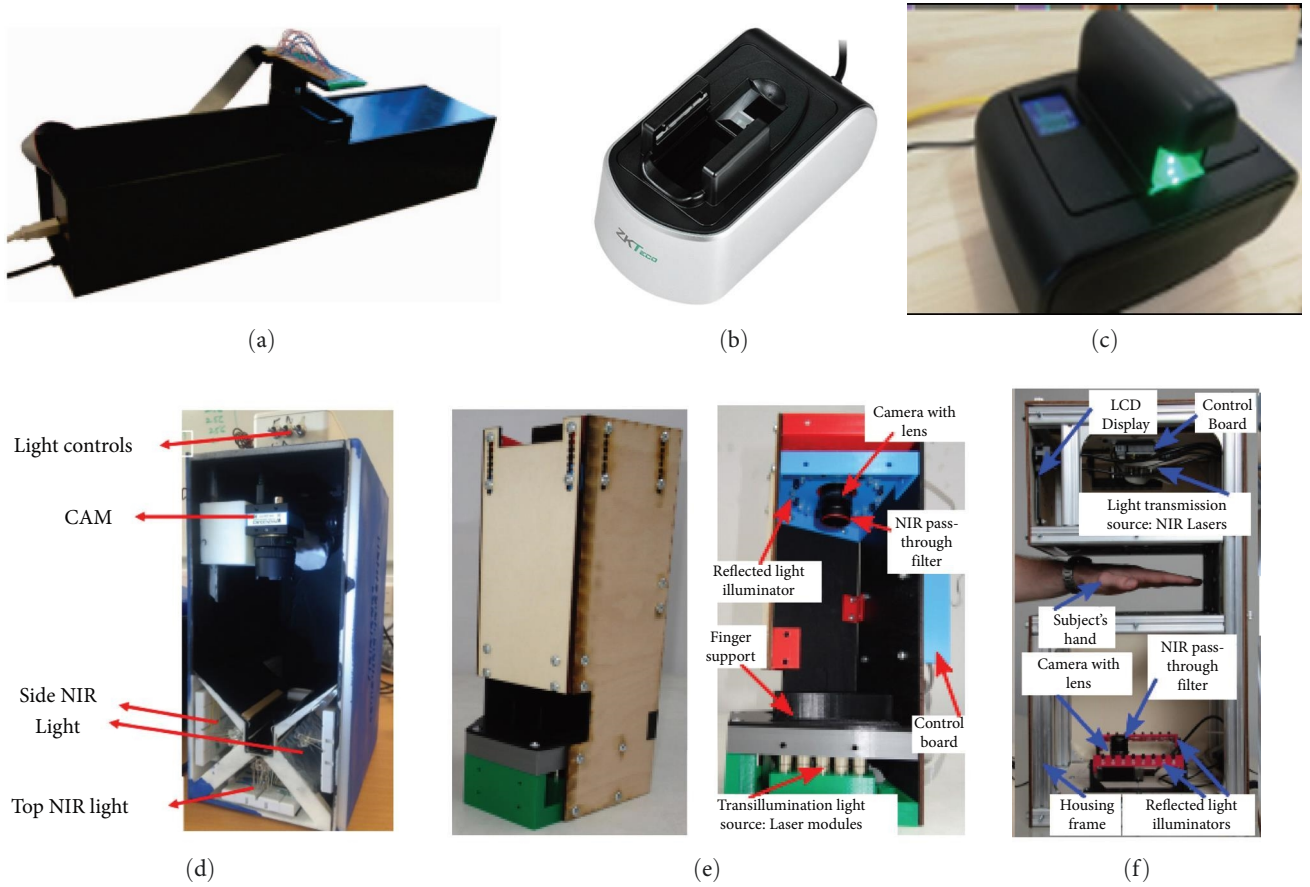 ZKTECO
(a)
(b)
(c)
Light controls
CAM
Side NIR
Light
Top NIR light
(d)
Camera with
lens
NIR pass-
through
filter
Reflected light
illuminator
Finger
support
Control
board
Transillumination light
source: Laser modules
(e)
LCD
Display
Control
Board
Light transmission
source: NIR Lasers
Subject's
hand
Camera with
lens
NIR pass-
through
filter
Housing
frame
Reflected light
illuminators
(f)